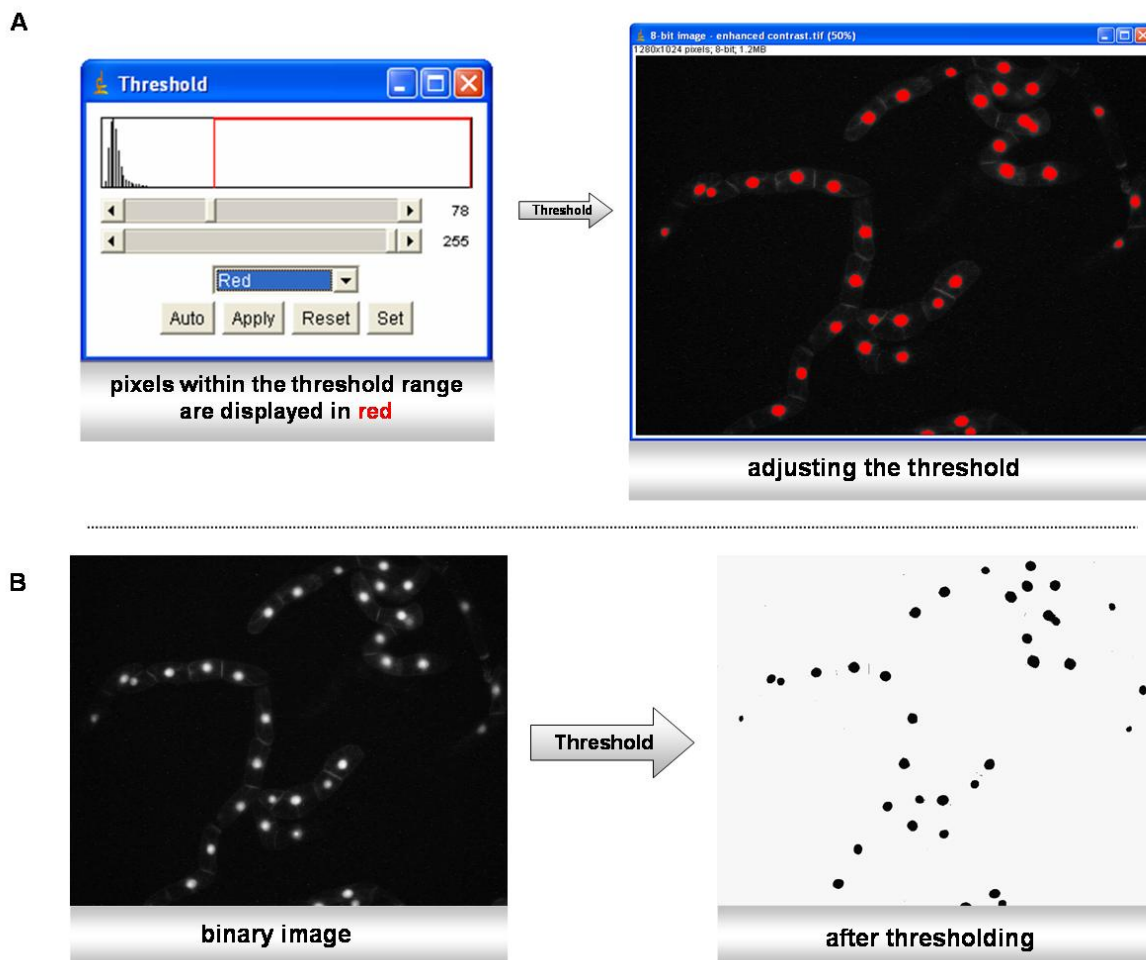 A
Threshold
78
255
Red
Auto Apply Reset Set
pixels within the threshold range
are displayed in red
Threshold
8-bit image - enhanced contrast.tif (50%)
1280x1024 pixels; 8-bit; 1.2MB
adjusting the threshold
B
binary image
Threshold
after thresholding